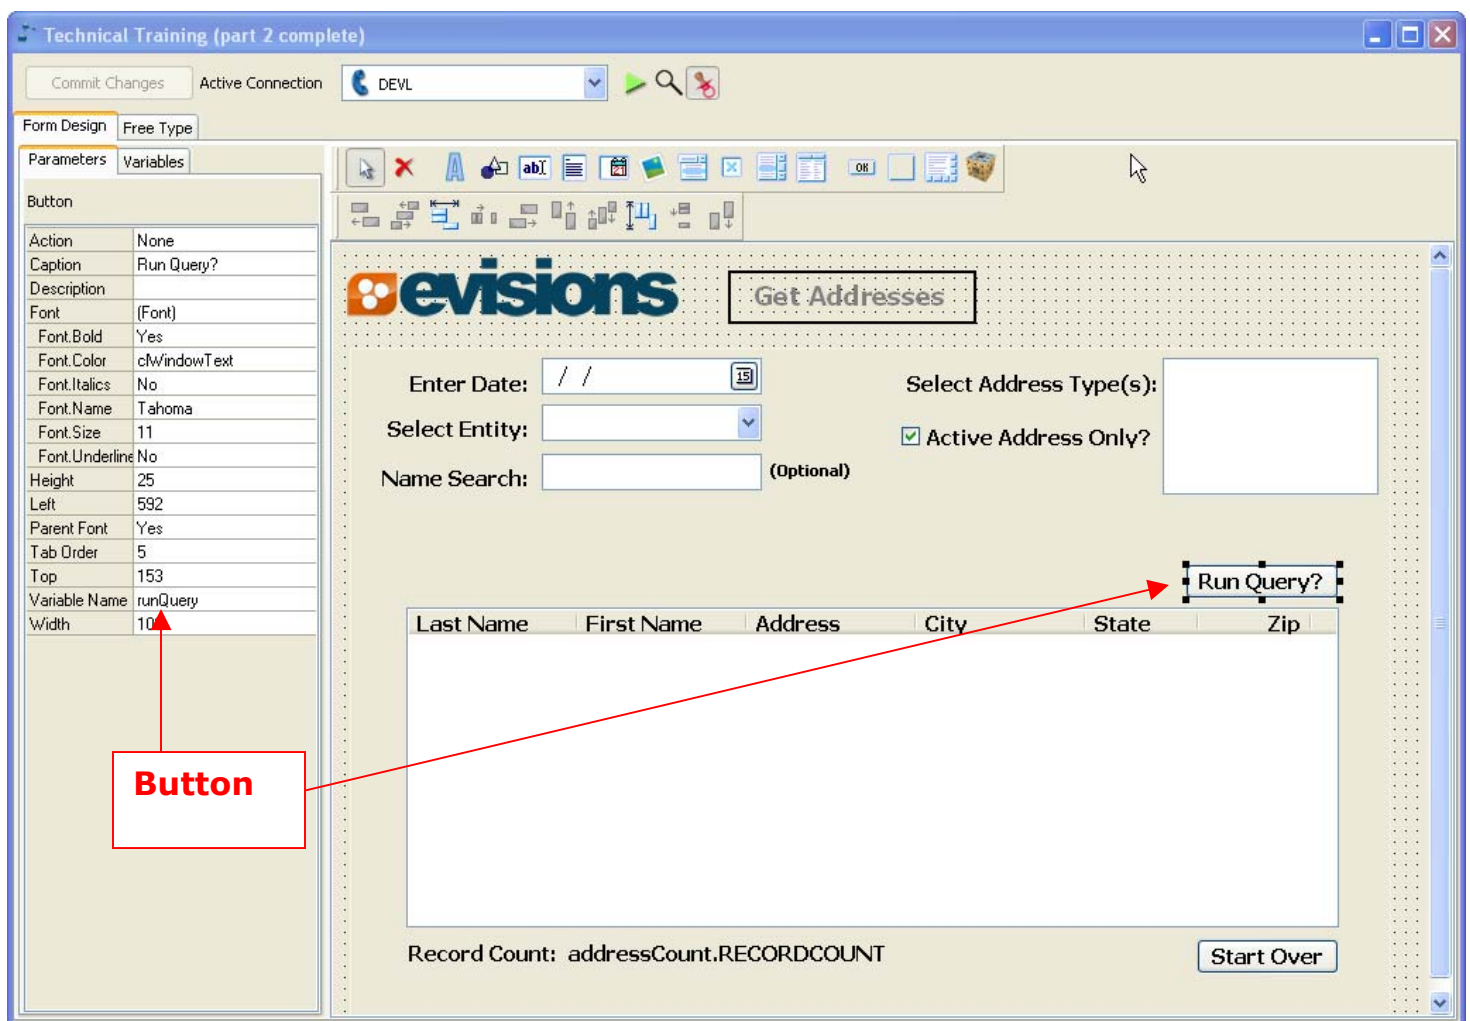 Technical Training (part 2 complete)
Commit Changes Active Connection DEVL
Form Design Free Type
Parameters Variables
abI 21 OK
Button
Action None
Caption Run Query?
Description
Font (Font)
Font.Bold Yes
Font.Color clWindowText
Font.Italics No
Font.Name Tahoma
Font.Size 11
Font.Underline No
Height 25
Left 592
Parent Font Yes
Tab Order 5
Top 153
Variable Name runQuery
Width
Button
evisions
Get Addresses
Enter Date: / / 15
Select Entity:
Name Search: (Optional)
Select Address Type(s):
Active Address Only?
Run Query?
Last Name First Name Address City State Zip
Record Count: addressCount.RECORDCOUNT
Start Over